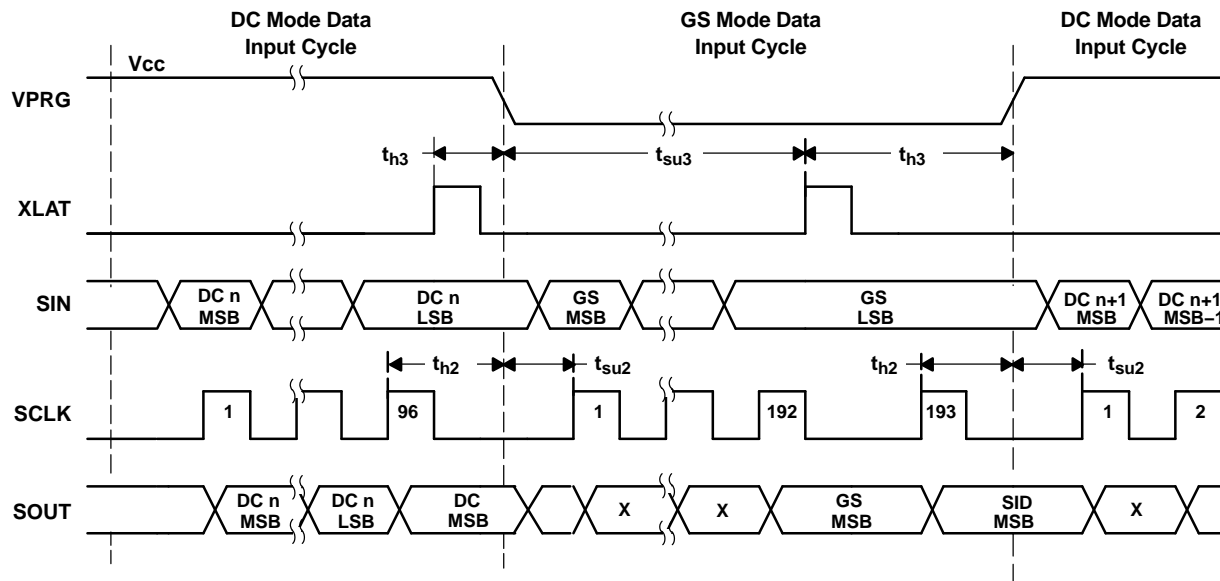 DC Mode Data
Input Cycle
GS Mode Data
Input Cycle
DC Mode Data
Input Cycle
Vcc
VPRG
th3
tsu3
th3
XLAT
SIN
DC n
MSB
DC n
LSB
GS
MSB
GS
LSB
DC n+1
MSB
DC n+1
MSB−1
th2
tsu2
th2
tsu2
SCLK
1
96
1
192
193
1
2
SOUT
DC n
MSB
DC n
LSB
DC
MSB
X
X
GS
MSB
SID
MSB
X